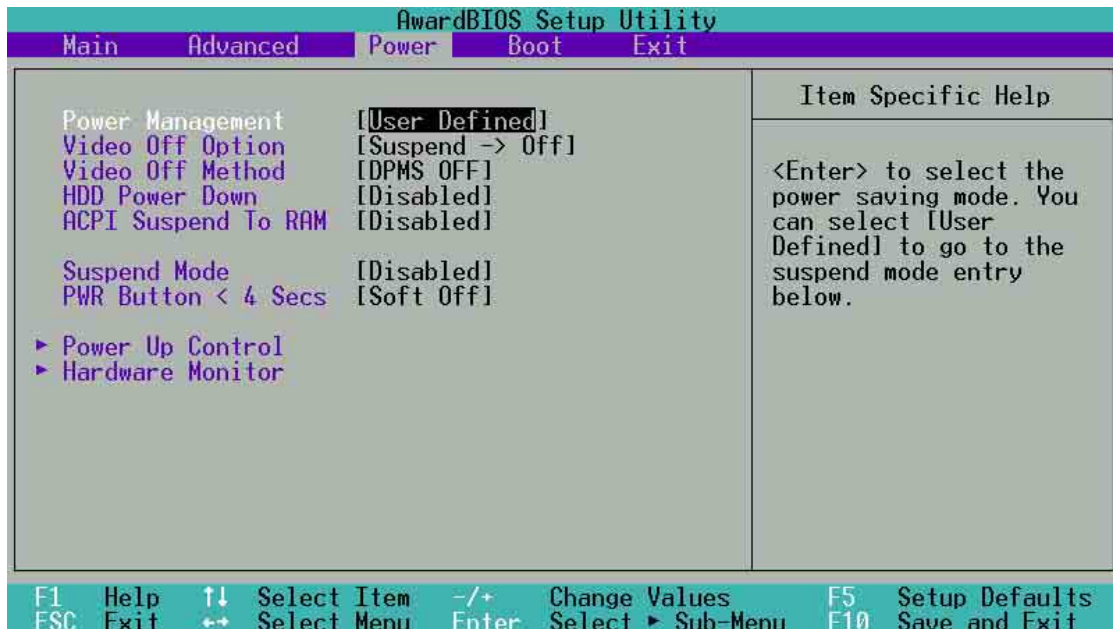 AwardBIOS Setup Utility
Main Advanced Power Boot Exit
Power Management [User Defined]
Video Off Option [Suspend -> Off]
Video Off Method [DPMS OFF]
HDD Power Down [Disabled]
ACPI Suspend To RAM [Disabled]
Suspend Mode [Disabled]
PWR Button < 4 Secs [Soft Off]
▶ Power Up Control
▶ Hardware Monitor
Item Specific Help
<Enter> to select the
power saving mode. You
can select [User
Defined] to go to the
suspend mode entry
below.
F1 Help ↑↓ Select Item -/+ Change Values F5 Setup Defaults
ESC Exit ←→ Select Menu Enter Select ▶ Sub-Menu F10 Save and Exit